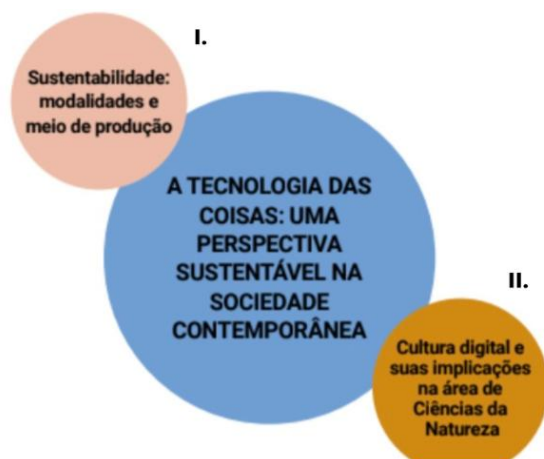 I.
Sustentabilidade:
modalidades e
meio de produção
A TECNOLOGIA DAS
COISAS: UMA
PERSPECTIVA
SUSTENTÁVEL NA
SOCIEDADE
CONTEMPORÂNEA
II.
Cultura digital e
suas implicações
na área de
Ciências da
Natureza